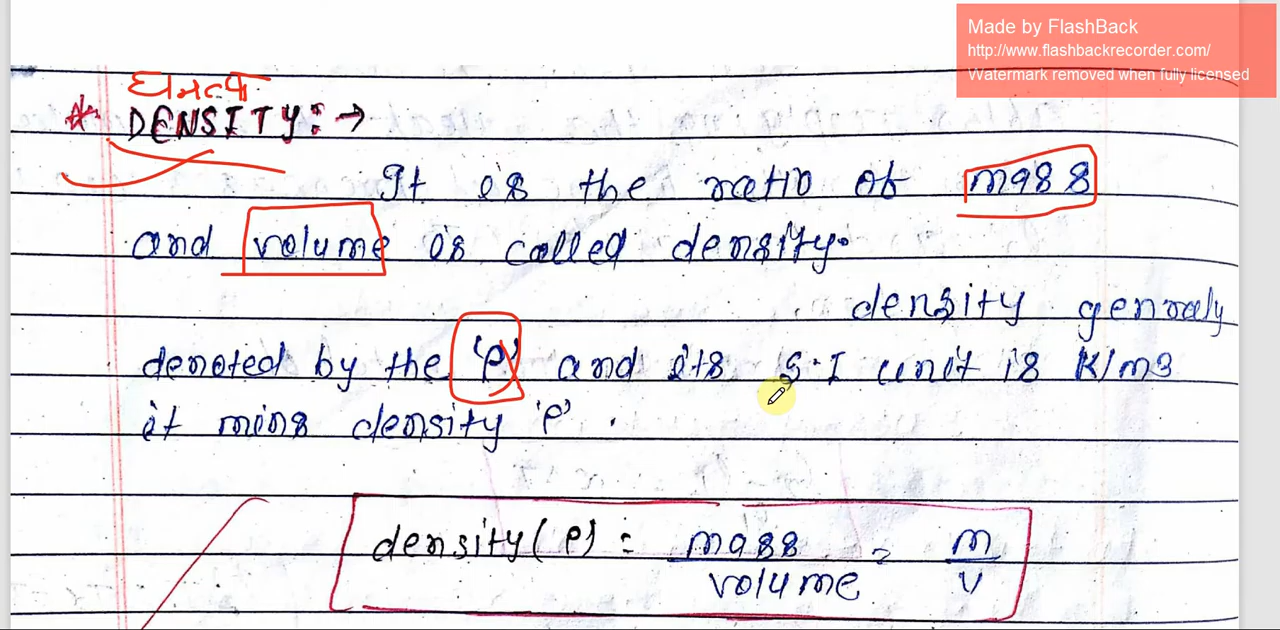 Made by FlashBack
http://www.flashbackrecorder.com/
Watermark removed when fully licensed
घनत्व
* DENSITY:→
It is the ratio of mass
and volume is called density.
density genraly
denoted by the 'ρ' and its S.I unit is K/m3
it mins density 'ρ'.
density(ρ) = mass/volume = m/v